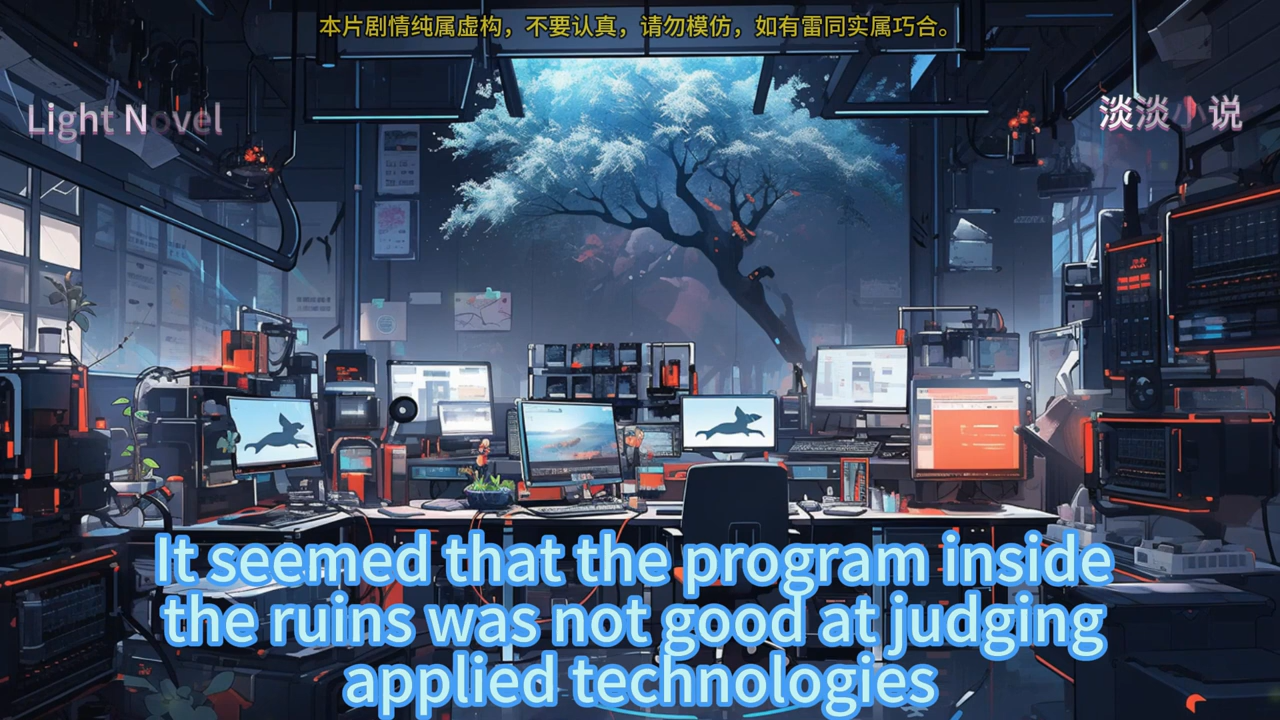 本片剧情纯属虚构，不要认真，请勿模仿，如有雷同实属巧合。
Light Novel
淡淡小说
It seemed that the program inside
the ruins was not good at judging
applied technologies